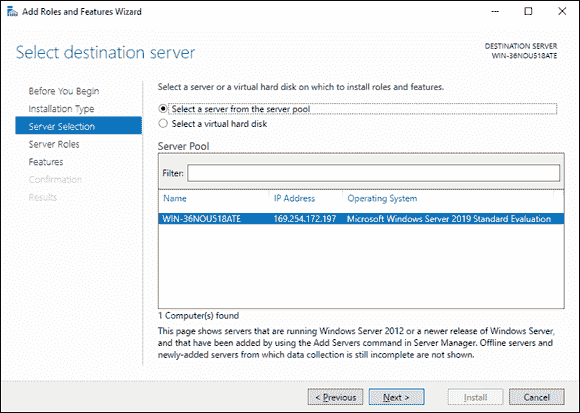 Add Roles and Features Wizard
Select destination server
DESTINATION SERVER
WIN-36NOU518ATE
Before You Begin
Installation Type
Server Selection
Server Roles
Features
Confirmation
Results
Select a server or a virtual hard disk on which to install roles and features.
Select a server from the server pool
Select a virtual hard disk
Server Pool
Filter:
Name IP Address Operating System
WIN-36NOU518ATE 169.254.172.197 Microsoft Windows Server 2019 Standard Evaluation
1 Computer(s) found
This page shows servers that are running Windows Server 2012 or a newer release of Windows Server,
and that have been added by using the Add Servers command in Server Manager. Offline servers and
newly-added servers from which data collection is still incomplete are not shown.
< Previous Next > Install Cancel